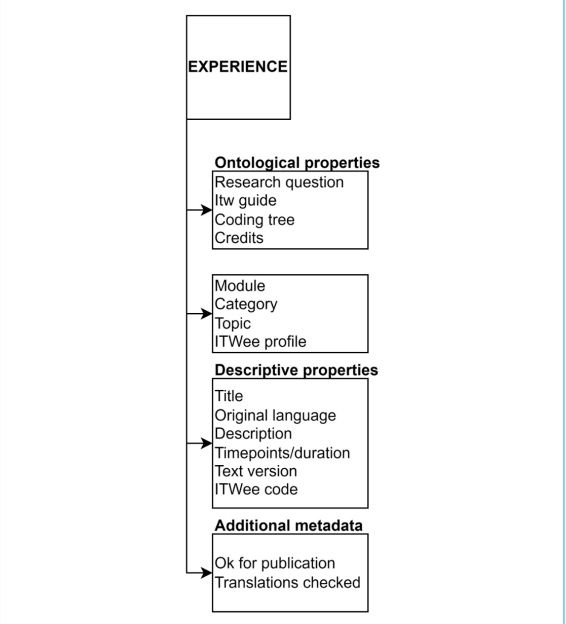 EXPERIENCE
Ontological properties
Research question
Itw guide
Coding tree
Credits
Module
Category
Topic
ITWee profile
Descriptive properties
Title
Original language
Description
Timepoints/duration
Text version
ITWee code
Additional metadata
Ok for publication
Translations checked